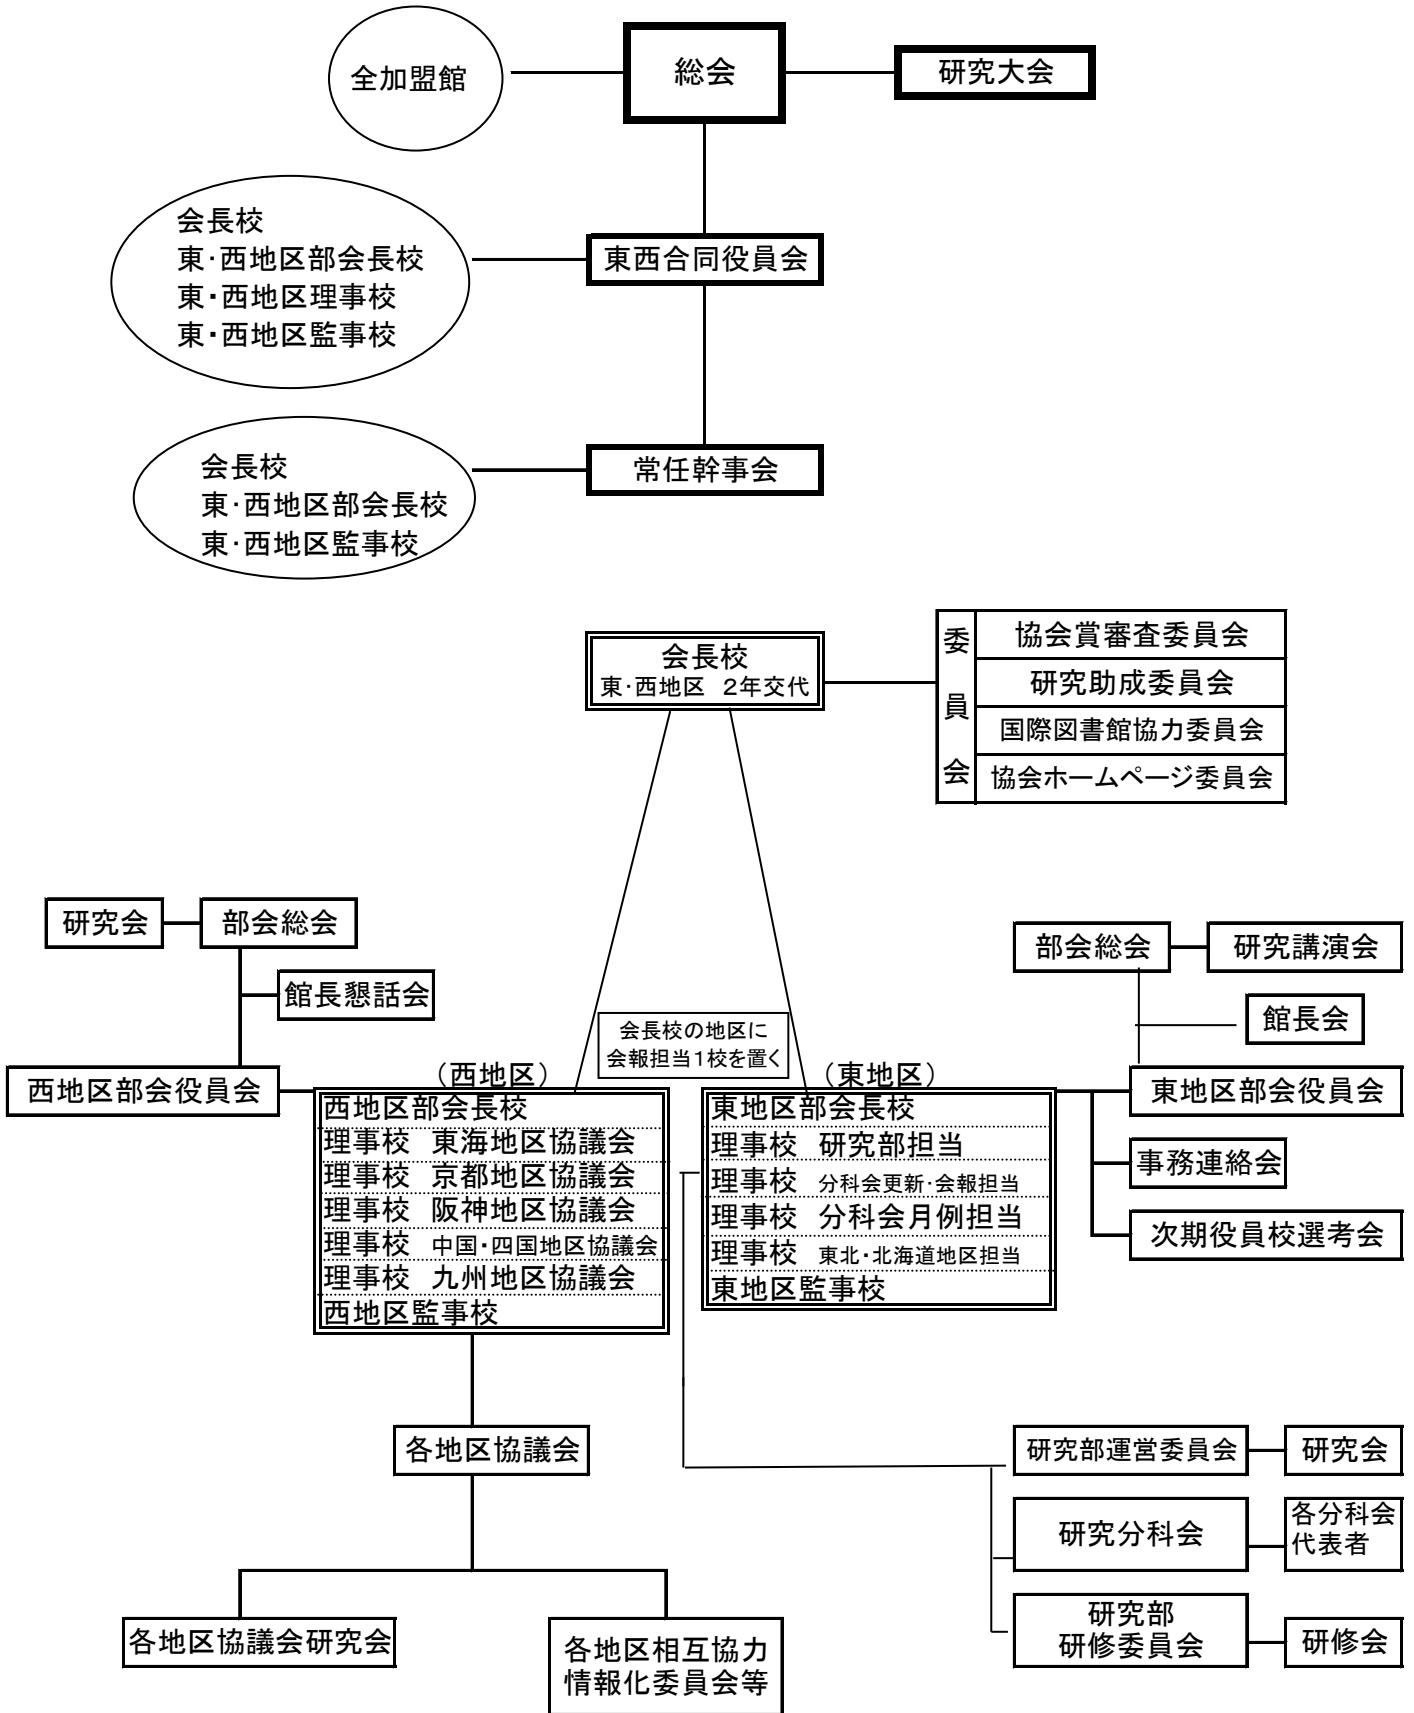 全加盟館
総会
研究大会
会長校
東・西地区部会長校
東・西地区理事校
東・西地区監事校
東西合同役員会
会長校
東・西地区部会長校
東・西地区監事校
常任幹事会
会長校
東・西地区 2年交代
委員会
協会賞審査委員会
研究助成委員会
国際図書館協力委員会
協会ホームページ委員会
研究会
部会総会
館長懇話会
西地区部会役員会
会長校の地区に
会報担当1校を置く
部会総会
研究講演会
館長会
東地区部会役員会
事務連絡会
次期役員校選考会
（西地区）
西地区部会長校
理事校 東海地区協議会
理事校 京都地区協議会
理事校 阪神地区協議会
理事校 中国・四国地区協議会
理事校 九州地区協議会
西地区監事校
（東地区）
東地区部会長校
理事校 研究部担当
理事校 分科会更新・会報担当
理事校 分科会月例担当
理事校 東北・北海道地区担当
東地区監事校
各地区協議会
各地区協議会研究会
各地区相互協力
情報化委員会等
研究部運営委員会
研究会
研究分科会
各分科会
代表者
研究部
研修委員会
研修会